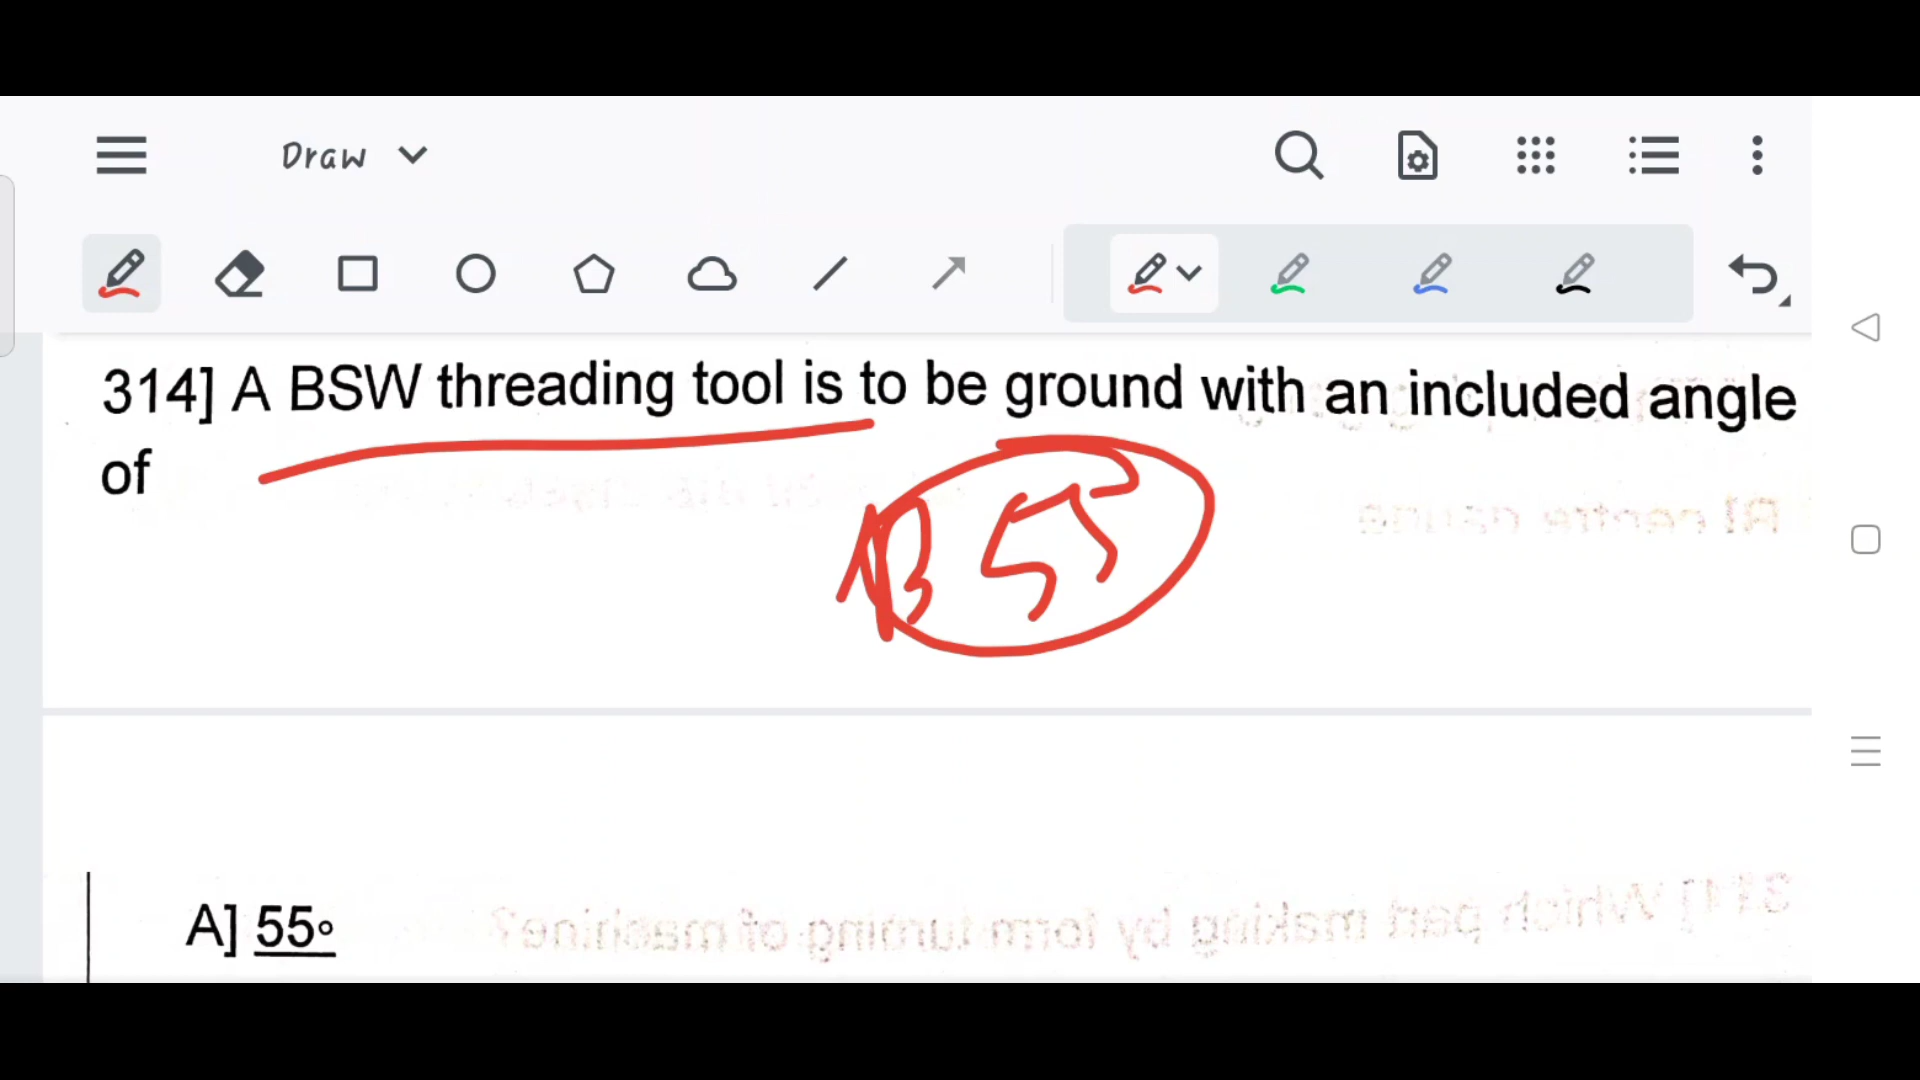 Draw
314] A BSW threading tool is to be ground with an included angle
of
B 55
A] 55°